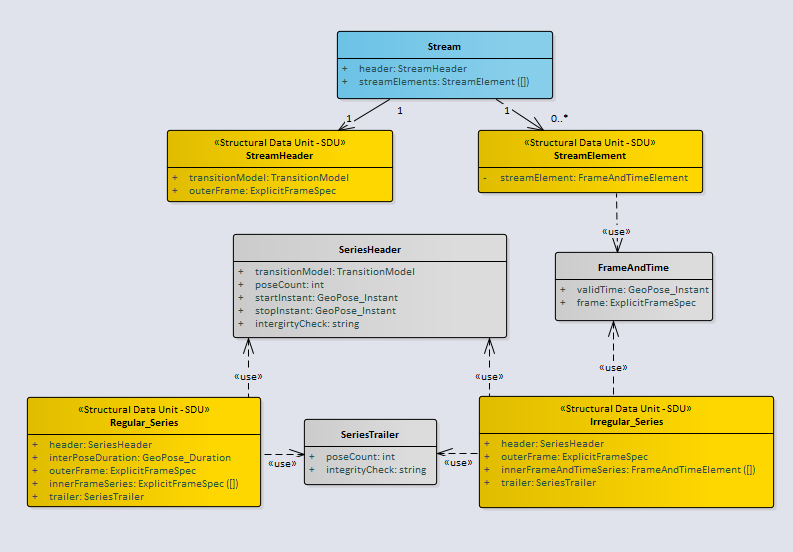 Stream
+ header: StreamHeader
+ streamElements: StreamElement ([])
1
1
1
0..*
«Structural Data Unit - SDU»
StreamHeader
+ transitionModel: TransitionModel
+ outerFrame: ExplicitFrameSpec
«Structural Data Unit - SDU»
StreamElement
- streamElement: FrameAndTimeElement
«use»
SeriesHeader
+ transitionModel: TransitionModel
+ poseCount: int
+ startInstant: GeoPose_Instant
+ stopInstant: GeoPose_Instant
+ intergirtyCheck: string
FrameAndTime
+ validTime: GeoPose_Instant
+ frame: ExplicitFrameSpec
«use»
«use»
«use»
«Structural Data Unit - SDU»
Regular_Series
+ header: SeriesHeader
+ interPoseDuration: GeoPose_Duration
+ outerFrame: ExplicitFrameSpec
+ innerFrameSeries: ExplicitFrameSpec ([])
+ trailer: SeriesTrailer
«use»
SeriesTrailer
+ poseCount: int
+ integrityCheck: string
«use»
«Structural Data Unit - SDU»
Irregular_Series
+ header: SeriesHeader
+ outerFrame: ExplicitFrameSpec
+ innerFrameAndTimeSeries: FrameAndTimeElement ([])
+ trailer: SeriesTrailer